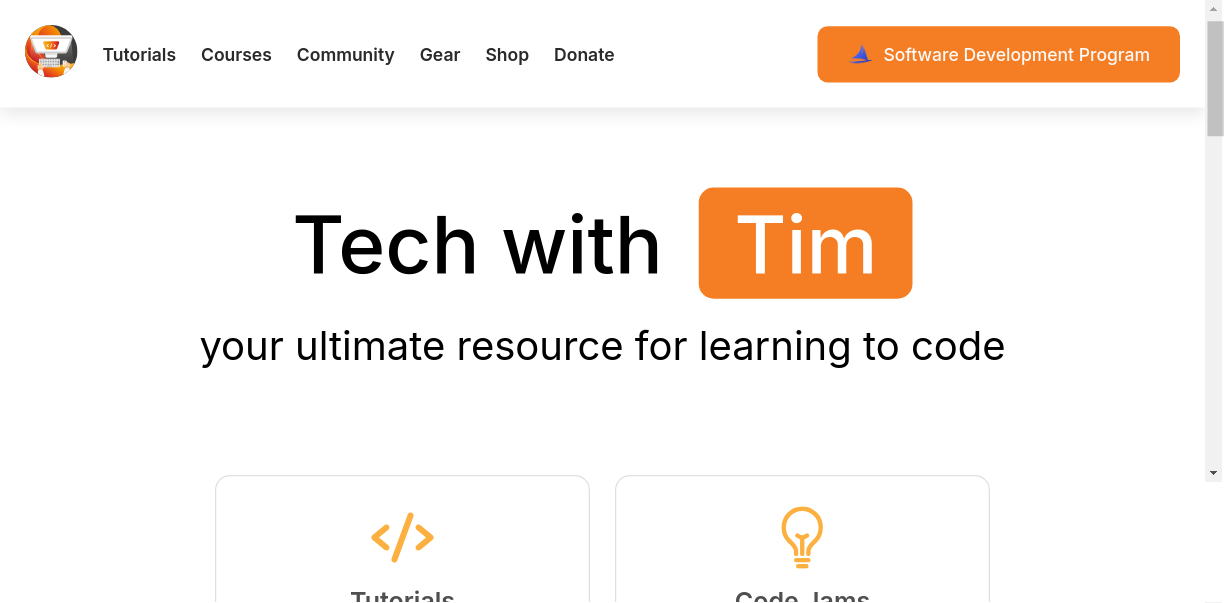 Tutorials Courses Community Gear Shop Donate Software Development Program
Tech with Tim
your ultimate resource for learning to code
Tutorials Code Jams